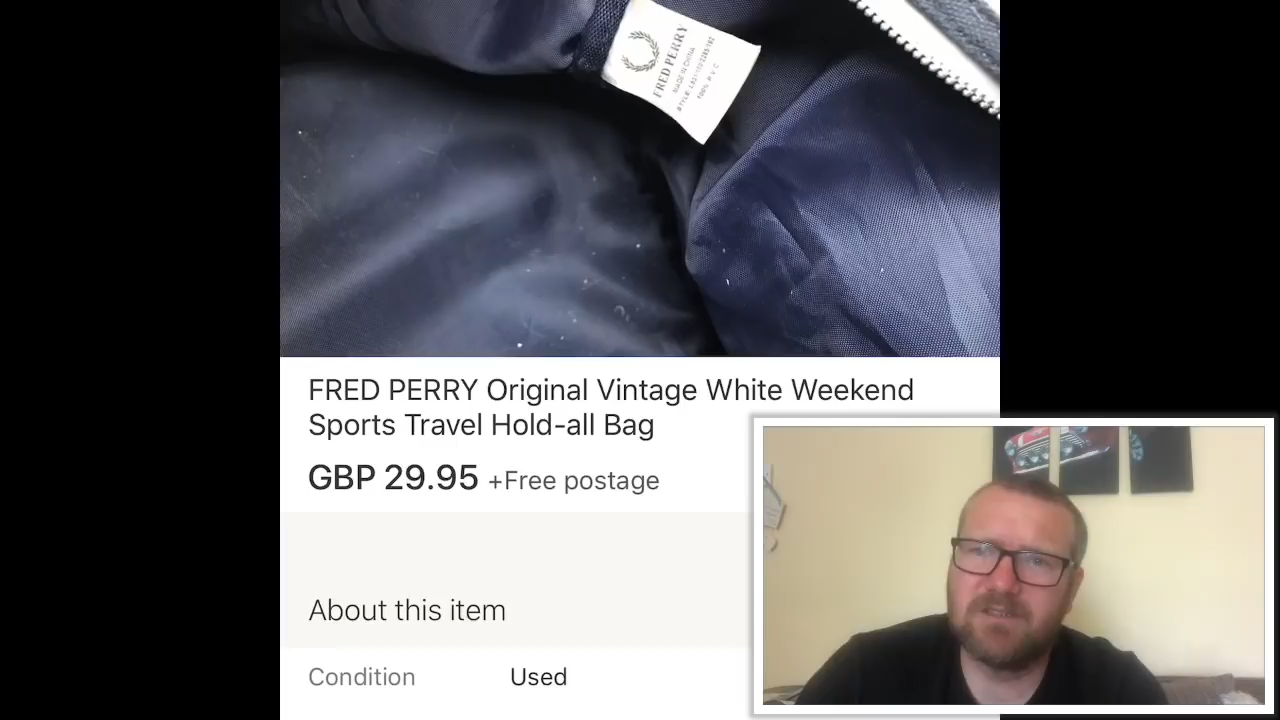 FRED PERRY
MADE IN CHINA
100% P.V.C
FRED PERRY Original Vintage White Weekend
Sports Travel Hold-all Bag
GBP 29.95 +Free postage
About this item
Condition Used